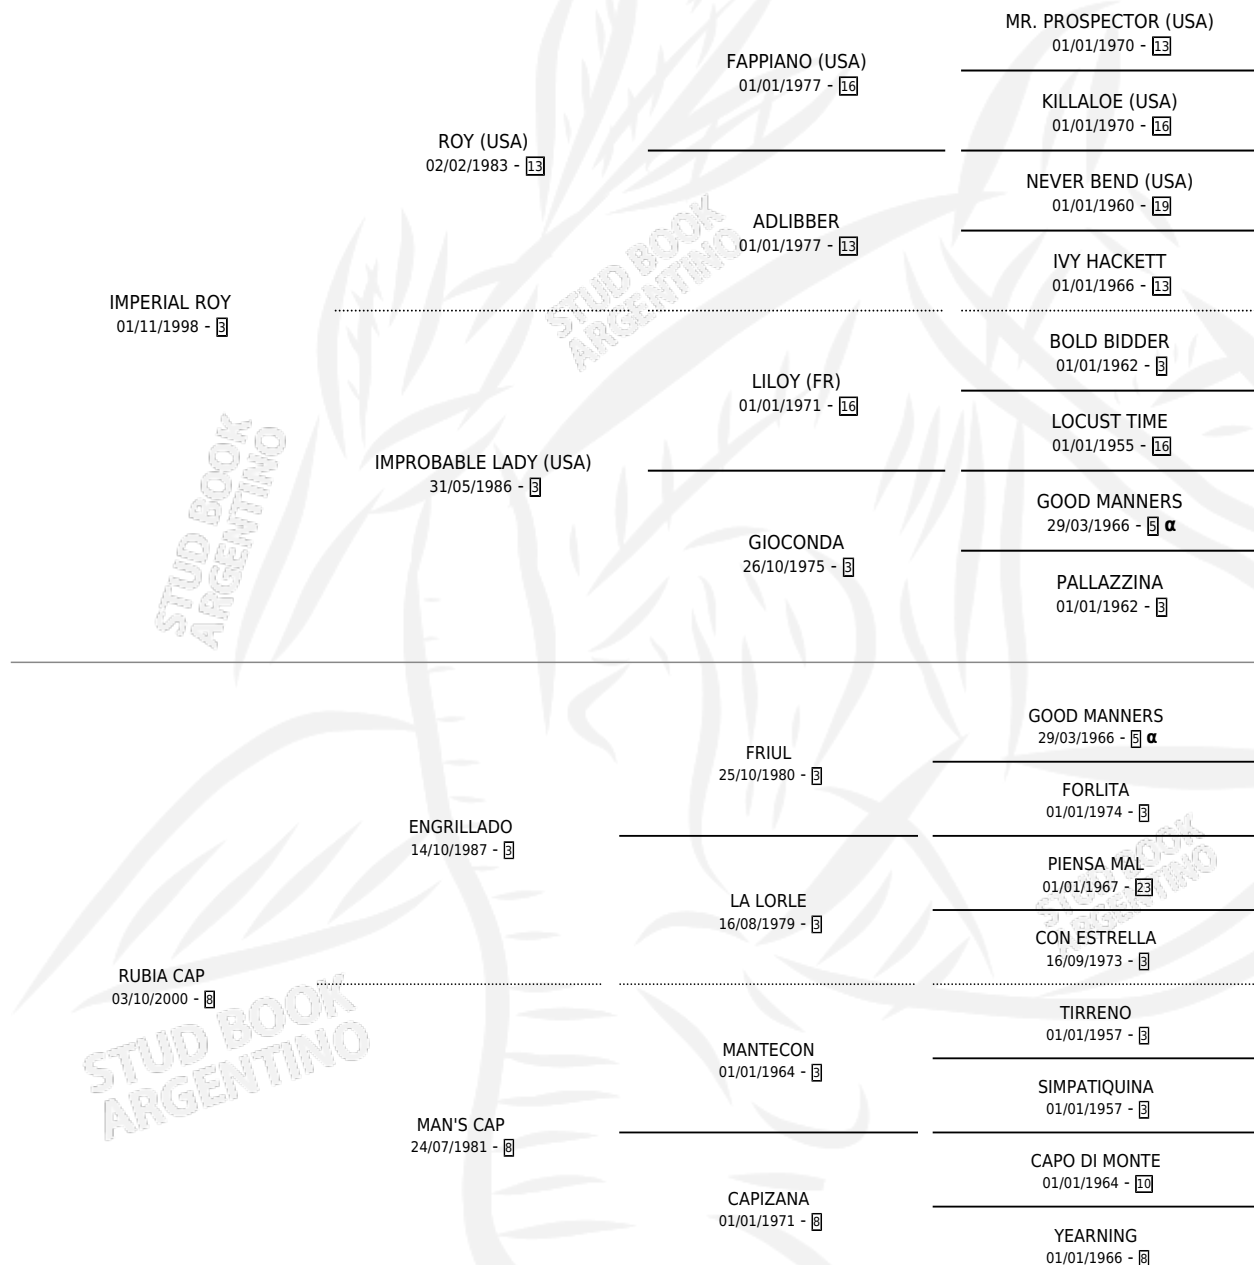 MR. PROSPECTOR (USA)
01/01/1970 - 13
FAPPIANO (USA)
01/01/1977 - 16
KILLALOE (USA)
01/01/1970 - 16
ROY (USA)
02/02/1983 - 13
NEVER BEND (USA)
01/01/1960 - 19
ADLIBBER
01/01/1977 - 13
IVY HACKETT
01/01/1966 - 13
IMPERIAL ROY
01/11/1998 - 3
BOLD BIDDER
01/01/1962 - 3
LILOY (FR)
01/01/1971 - 16
LOCUST TIME
01/01/1955 - 16
IMPROBABLE LADY (USA)
31/05/1986 - 3
GOOD MANNERS
29/03/1966 - 5 α
GIOCONDA
26/10/1975 - 3
PALLAZZINA
01/01/1962 - 3
GOOD MANNERS
29/03/1966 - 5 α
FRIUL
25/10/1980 - 3
FORLITA
01/01/1974 - 3
ENGRILLADO
14/10/1987 - 3
PIENSA MAL
01/01/1967 - 23
LA LORLE
16/08/1979 - 3
CON ESTRELLA
16/09/1973 - 3
RUBIA CAP
03/10/2000 - 8
TIRRENO
01/01/1957 - 3
MANTECON
01/01/1964 - 3
SIMPATIQUINA
01/01/1957 - 3
MAN'S CAP
24/07/1981 - 8
CAPO DI MONTE
01/01/1964 - 10
CAPIZANA
01/01/1971 - 8
YEARNING
01/01/1966 - 8
STUD BOOK
ARGENTINO
STUD BOOK
ARGENTINO
STUD BOOK
ARGENTINO
STUD BOOK
ARGENTINO